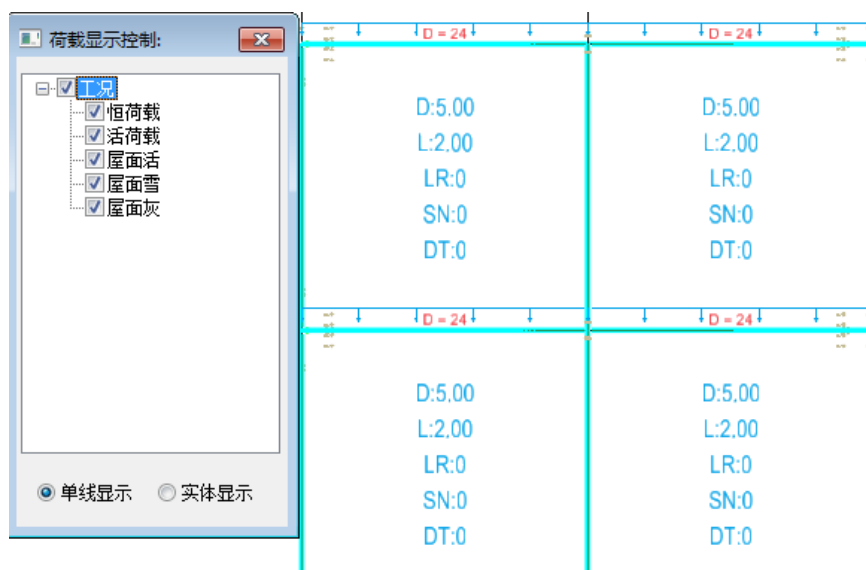 荷载显示控制:
工况
恒荷载
活荷载
屋面活
屋面雪
屋面灰
单线显示 实体显示
D = 24 D = 24
D:5.00 D:5.00
L:2.00 L:2.00
LR:0 LR:0
SN:0 SN:0
DT:0 DT:0
D = 24 D = 24
D:5.00 D:5.00
L:2.00 L:2.00
LR:0 LR:0
SN:0 SN:0
DT:0 DT:0